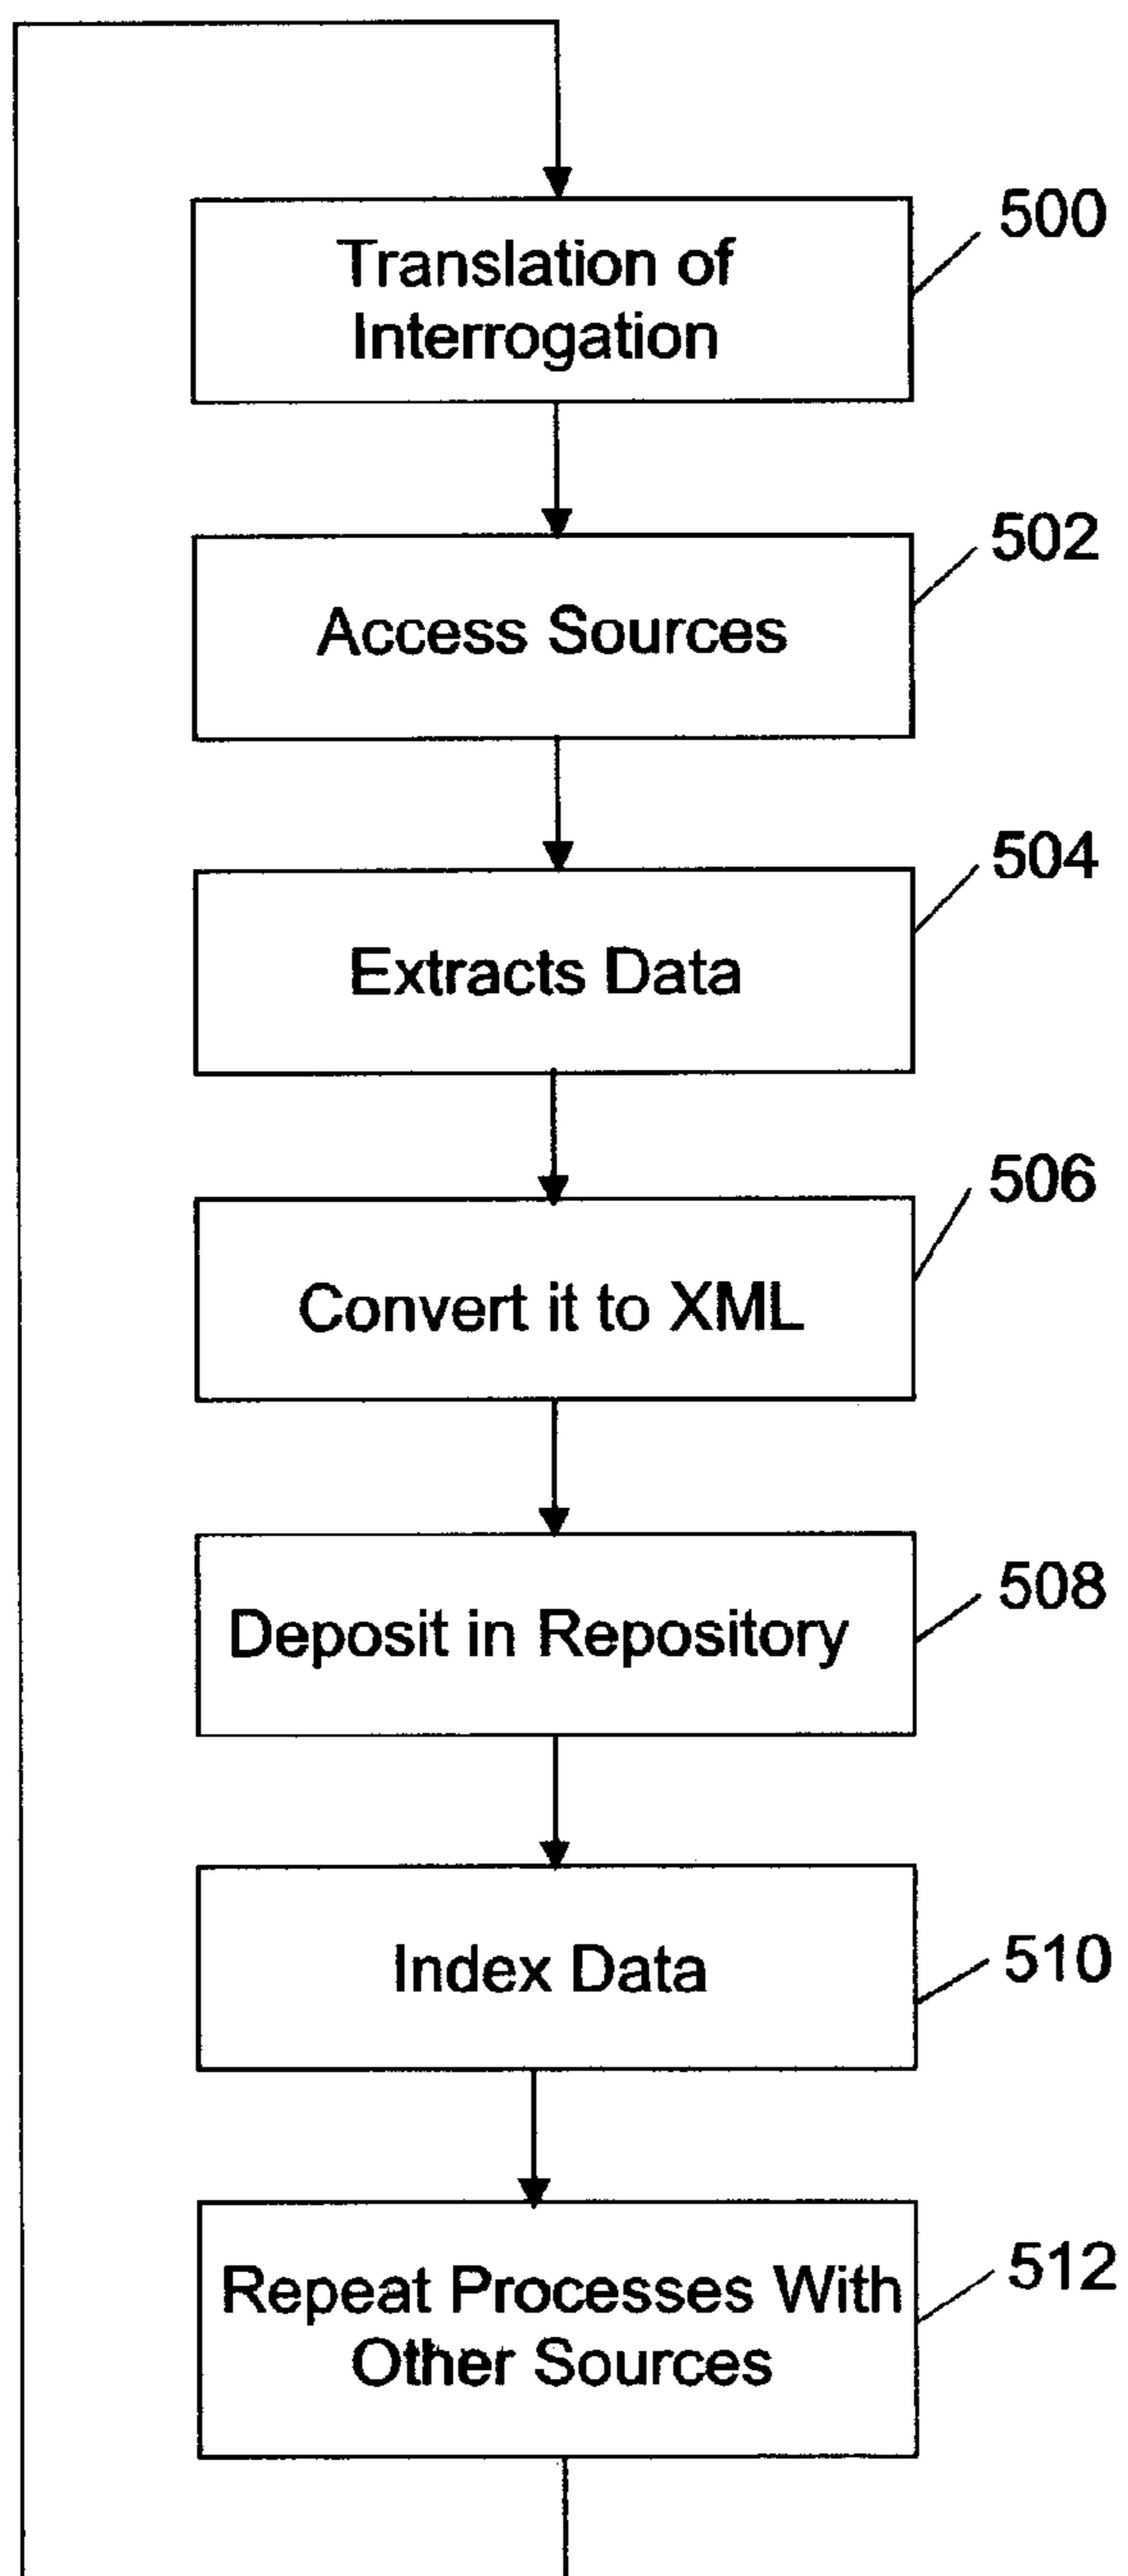 500
Translation of
Interrogation
502
Access Sources
504
Extracts Data
506
Convert it to XML
508
Deposit in Repository
510
Index Data
512
Repeat Processes With
Other Sources